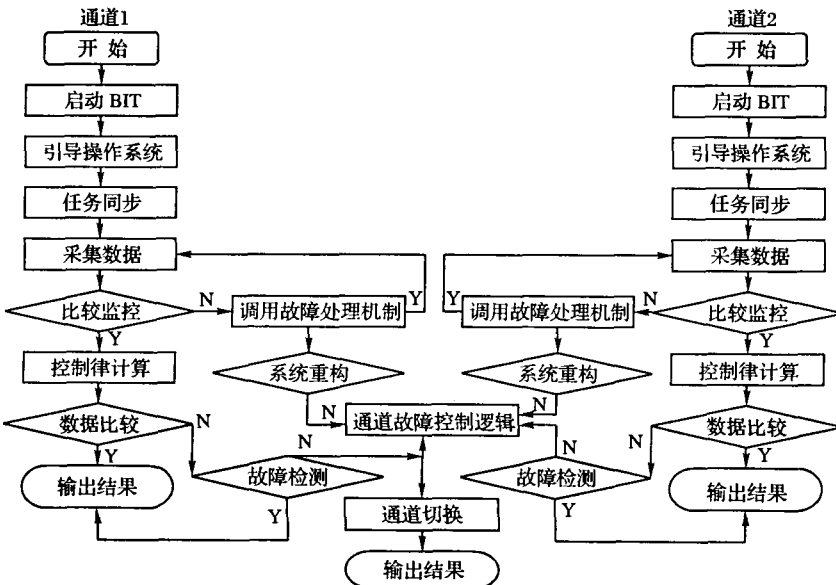 通道1
通道2
开 始
开 始
启动 BIT
启动 BIT
引导操作系统
引导操作系统
任务同步
任务同步
采集数据
采集数据
比较监控
N
调用故障处理机制
Y
Y
调用故障处理机制
N
比较监控
Y
Y
控制律计算
系统重构
系统重构
控制律计算
N
通道故障控制逻辑
N
数据比较
N
N
数据比较
Y
N
N
Y
输出结果
故障检测
故障检测
输出结果
Y
通道切换
Y
输出结果